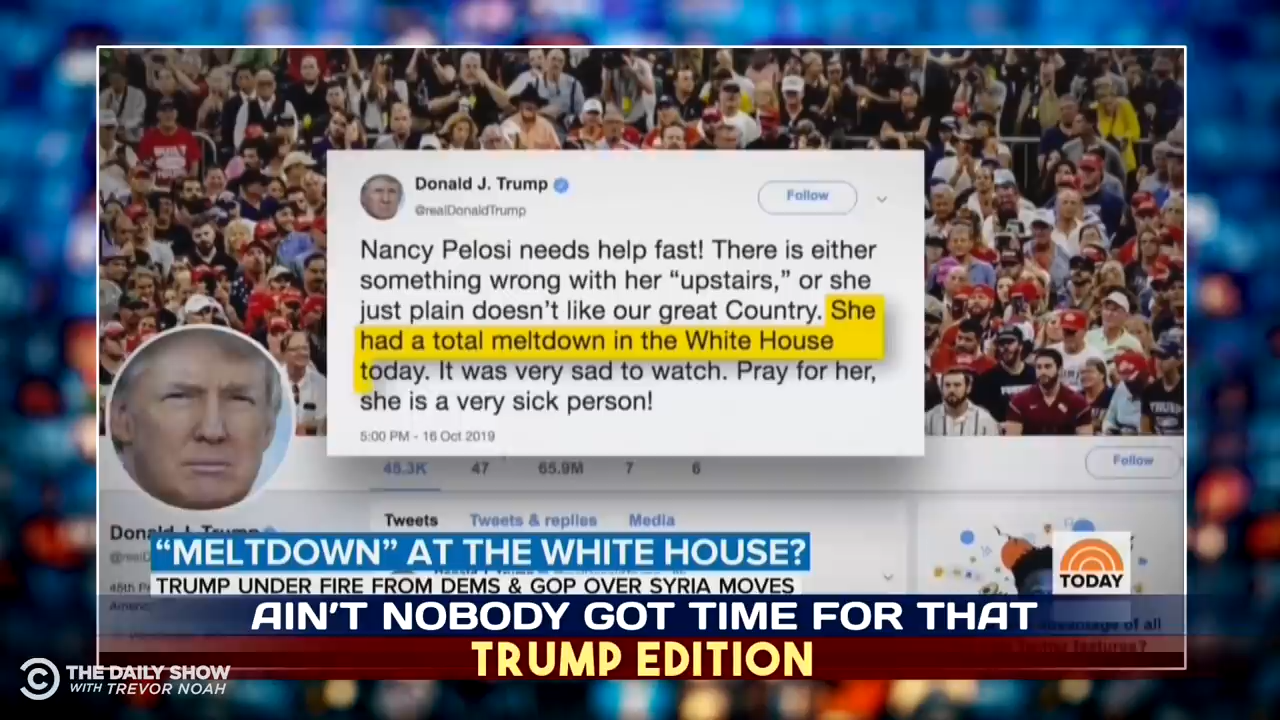 Donald J. Trump
@realDonaldTrump
Follow
Nancy Pelosi needs help fast! There is either
something wrong with her “upstairs,” or she
just plain doesn’t like our great Country. She
had a total meltdown in the White House
today. It was very sad to watch. Pray for her,
she is a very sick person!
5:00 PM - 16 Oct 2019
47
65.9M
7
6
Follow
Tweets
Tweets & replies
Media
“MELTDOWN” AT THE WHITE HOUSE?
TRUMP UNDER FIRE FROM DEMS & GOP OVER SYRIA MOVES
TODAY
AIN'T NOBODY GOT TIME FOR THAT
TRUMP EDITION
THE DAILY SHOW
WITH TREVOR NOAH